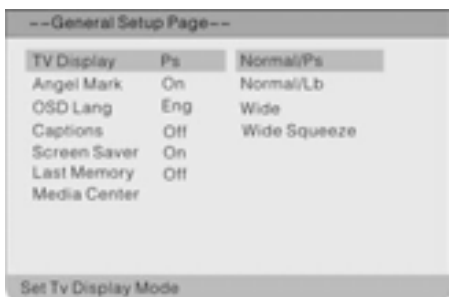 --General Setup Page--
TV Display Ps Normal/Ps
Angel Mark On Normal/Lb
OSD Lang Eng Wide
Captions Off Wide Squeeze
Screen Saver On
Last Memory Off
Media Center
Set Tv Display Mode